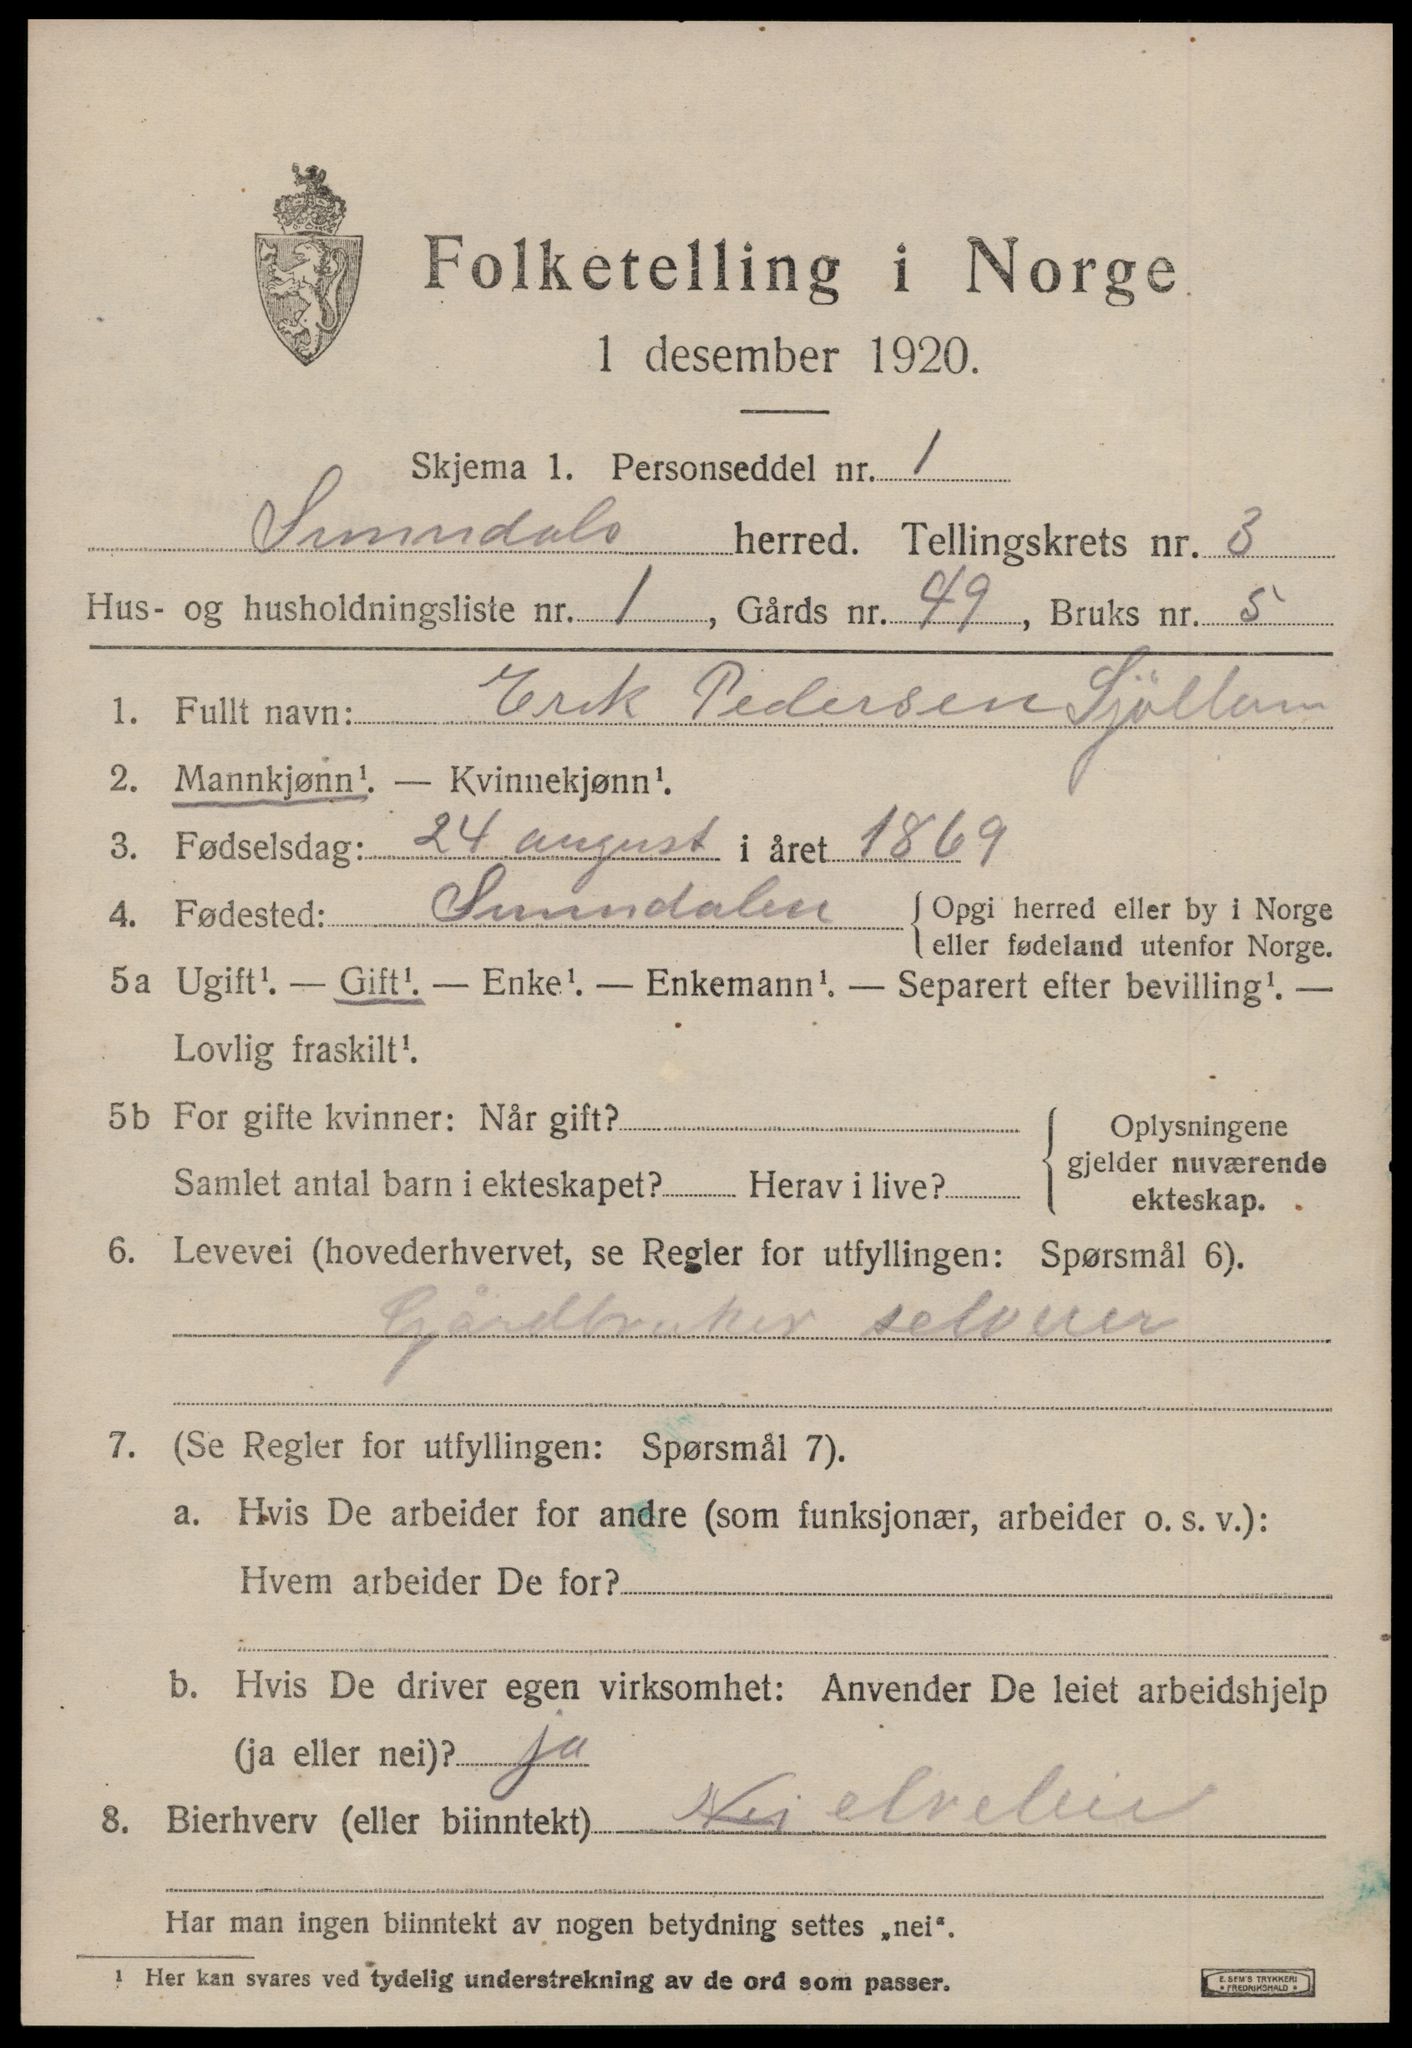 Folketelling i Norge
1 desember 1920.
Skjema 1. Personseddel nr. 1
Sunndals herred. Tellingskrets nr. 3
Hus- og husholdningsliste nr. 1, Gårds nr. 49, Bruks nr. 5
1. Fullt navn: Erik Pedersen Sjöllam
2. Mannkjønn¹. — Kvinnekjønn¹.
3. Fødselsdag: 24 august i året 1869
4. Fødested: Sunndalen { Opgi herred eller by i Norge
eller fødeland utenfor Norge.
5a Ugift¹. — Gift¹. — Enke¹. — Enkemann¹. — Separert efter bevilling¹. —
Lovlig fraskilt¹.
5b For gifte kvinner: Når gift?
Samlet antal barn i ekteskapet? Herav i live?
{ Oplysningene
gjelder nuværende
ekteskap.
6. Levevei (hovederhvervet, se Regler for utfyllingen: Spørsmål 6).
Gårdbruker selveier
7. (Se Regler for utfyllingen: Spørsmål 7).
a. Hvis De arbeider for andre (som funksjonær, arbeider o. s. v.):
Hvem arbeider De for?
b. Hvis De driver egen virksomhet: Anvender De leiet arbeidshjelp
(ja eller nei)? ja
8. Bierhverv (eller biinntekt) Nei elveleie
Har man ingen biinntekt av nogen betydning settes „nei“.
¹ Her kan svares ved tydelig understrekning av de ord som passer.
E. SEM'S TRYKKERI
* FREDRIKSHALD *